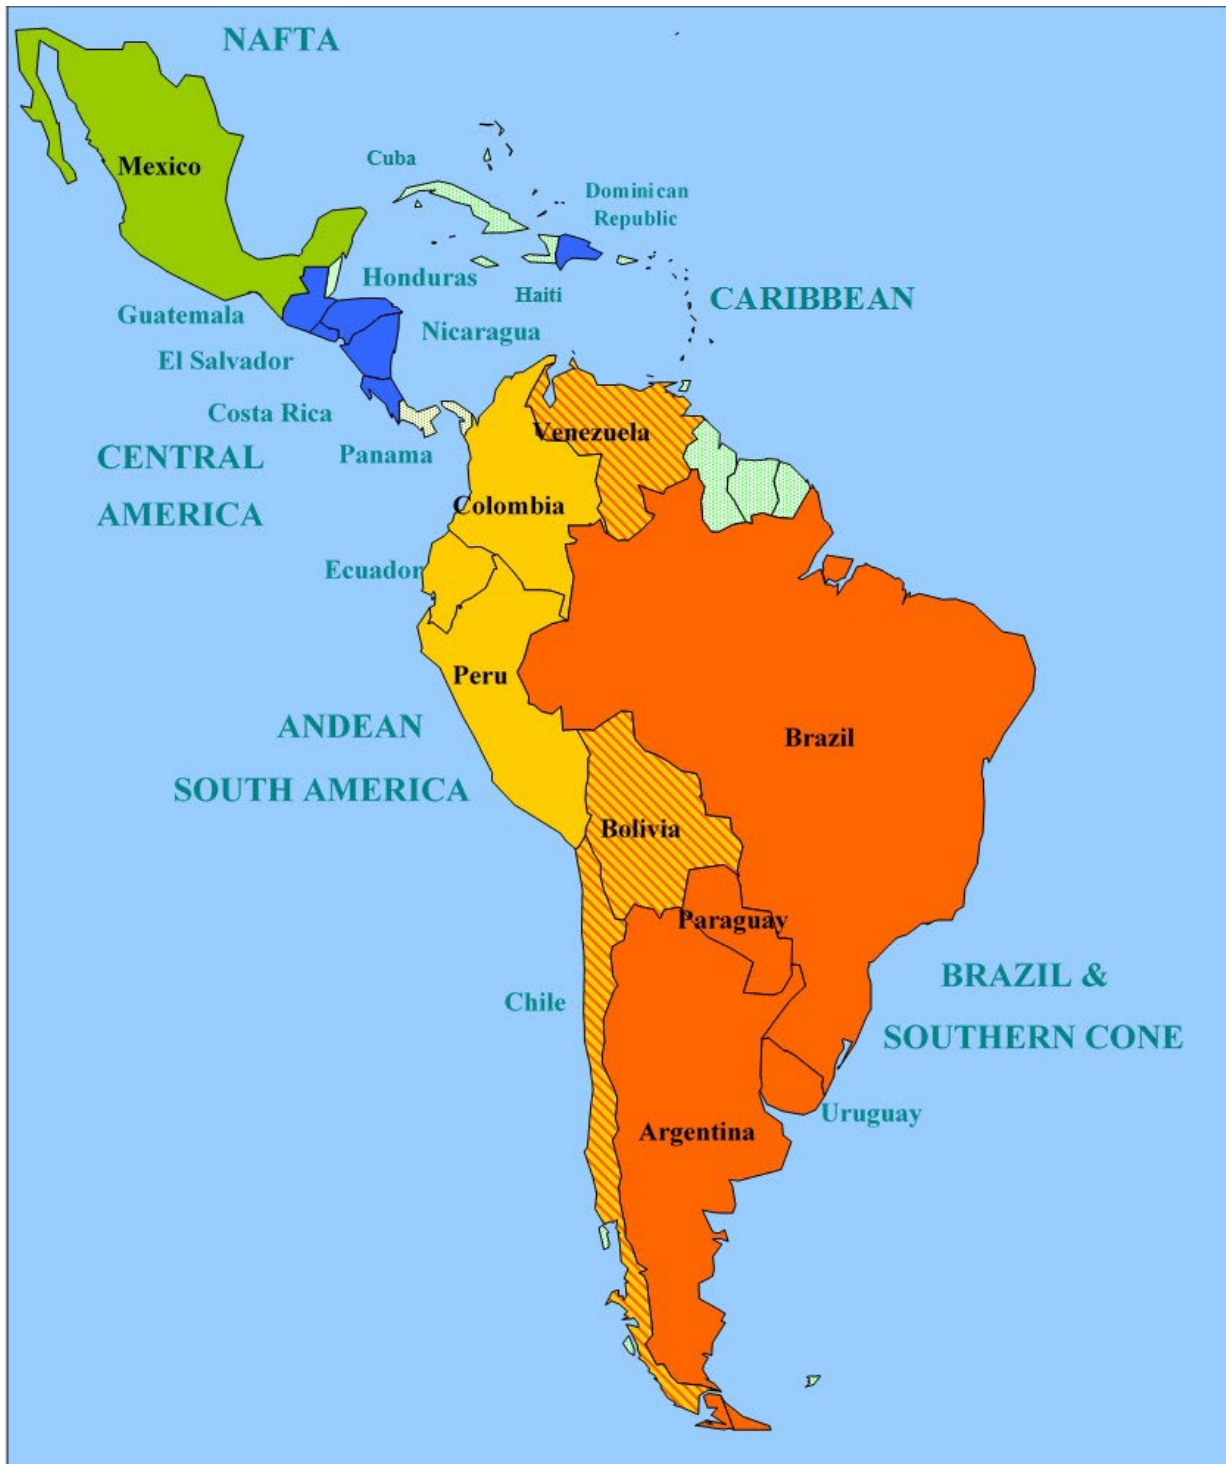 NAFTA
Mexico
Cuba
Dominican
Republic
Honduras
Haiti
CARIBBEAN
Guatemala
Nicaragua
El Salvador
Costa Rica
Venezuela
Panama
CENTRAL
AMERICA
Colombia
Ecuador
Peru
ANDEAN
SOUTH AMERICA
Brazil
Bolivia
Paraguay
Chile
BRAZIL &
SOUTHERN CONE
Uruguay
Argentina